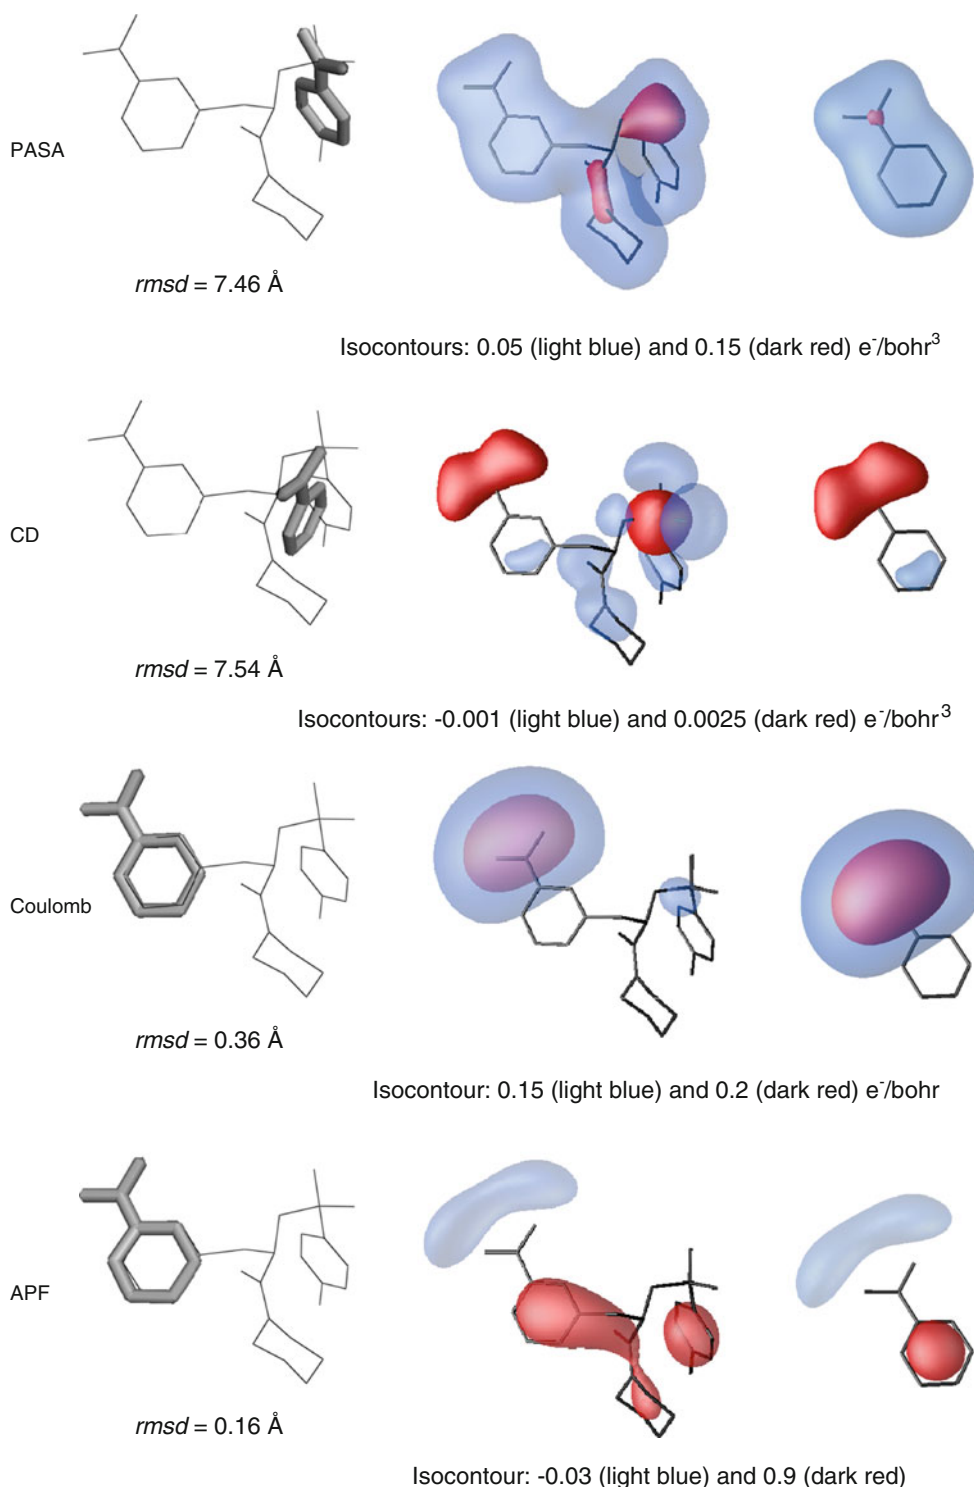 PASA
rmsd = 7.46 Å
Isocontours: 0.05 (light blue) and 0.15 (dark red) e⁻/bohr³
CD
rmsd = 7.54 Å
Isocontours: -0.001 (light blue) and 0.0025 (dark red) e⁻/bohr³
Coulomb
rmsd = 0.36 Å
Isocontour: 0.15 (light blue) and 0.2 (dark red) e⁻/bohr
APF
rmsd = 0.16 Å
Isocontour: -0.03 (light blue) and 0.9 (dark red)